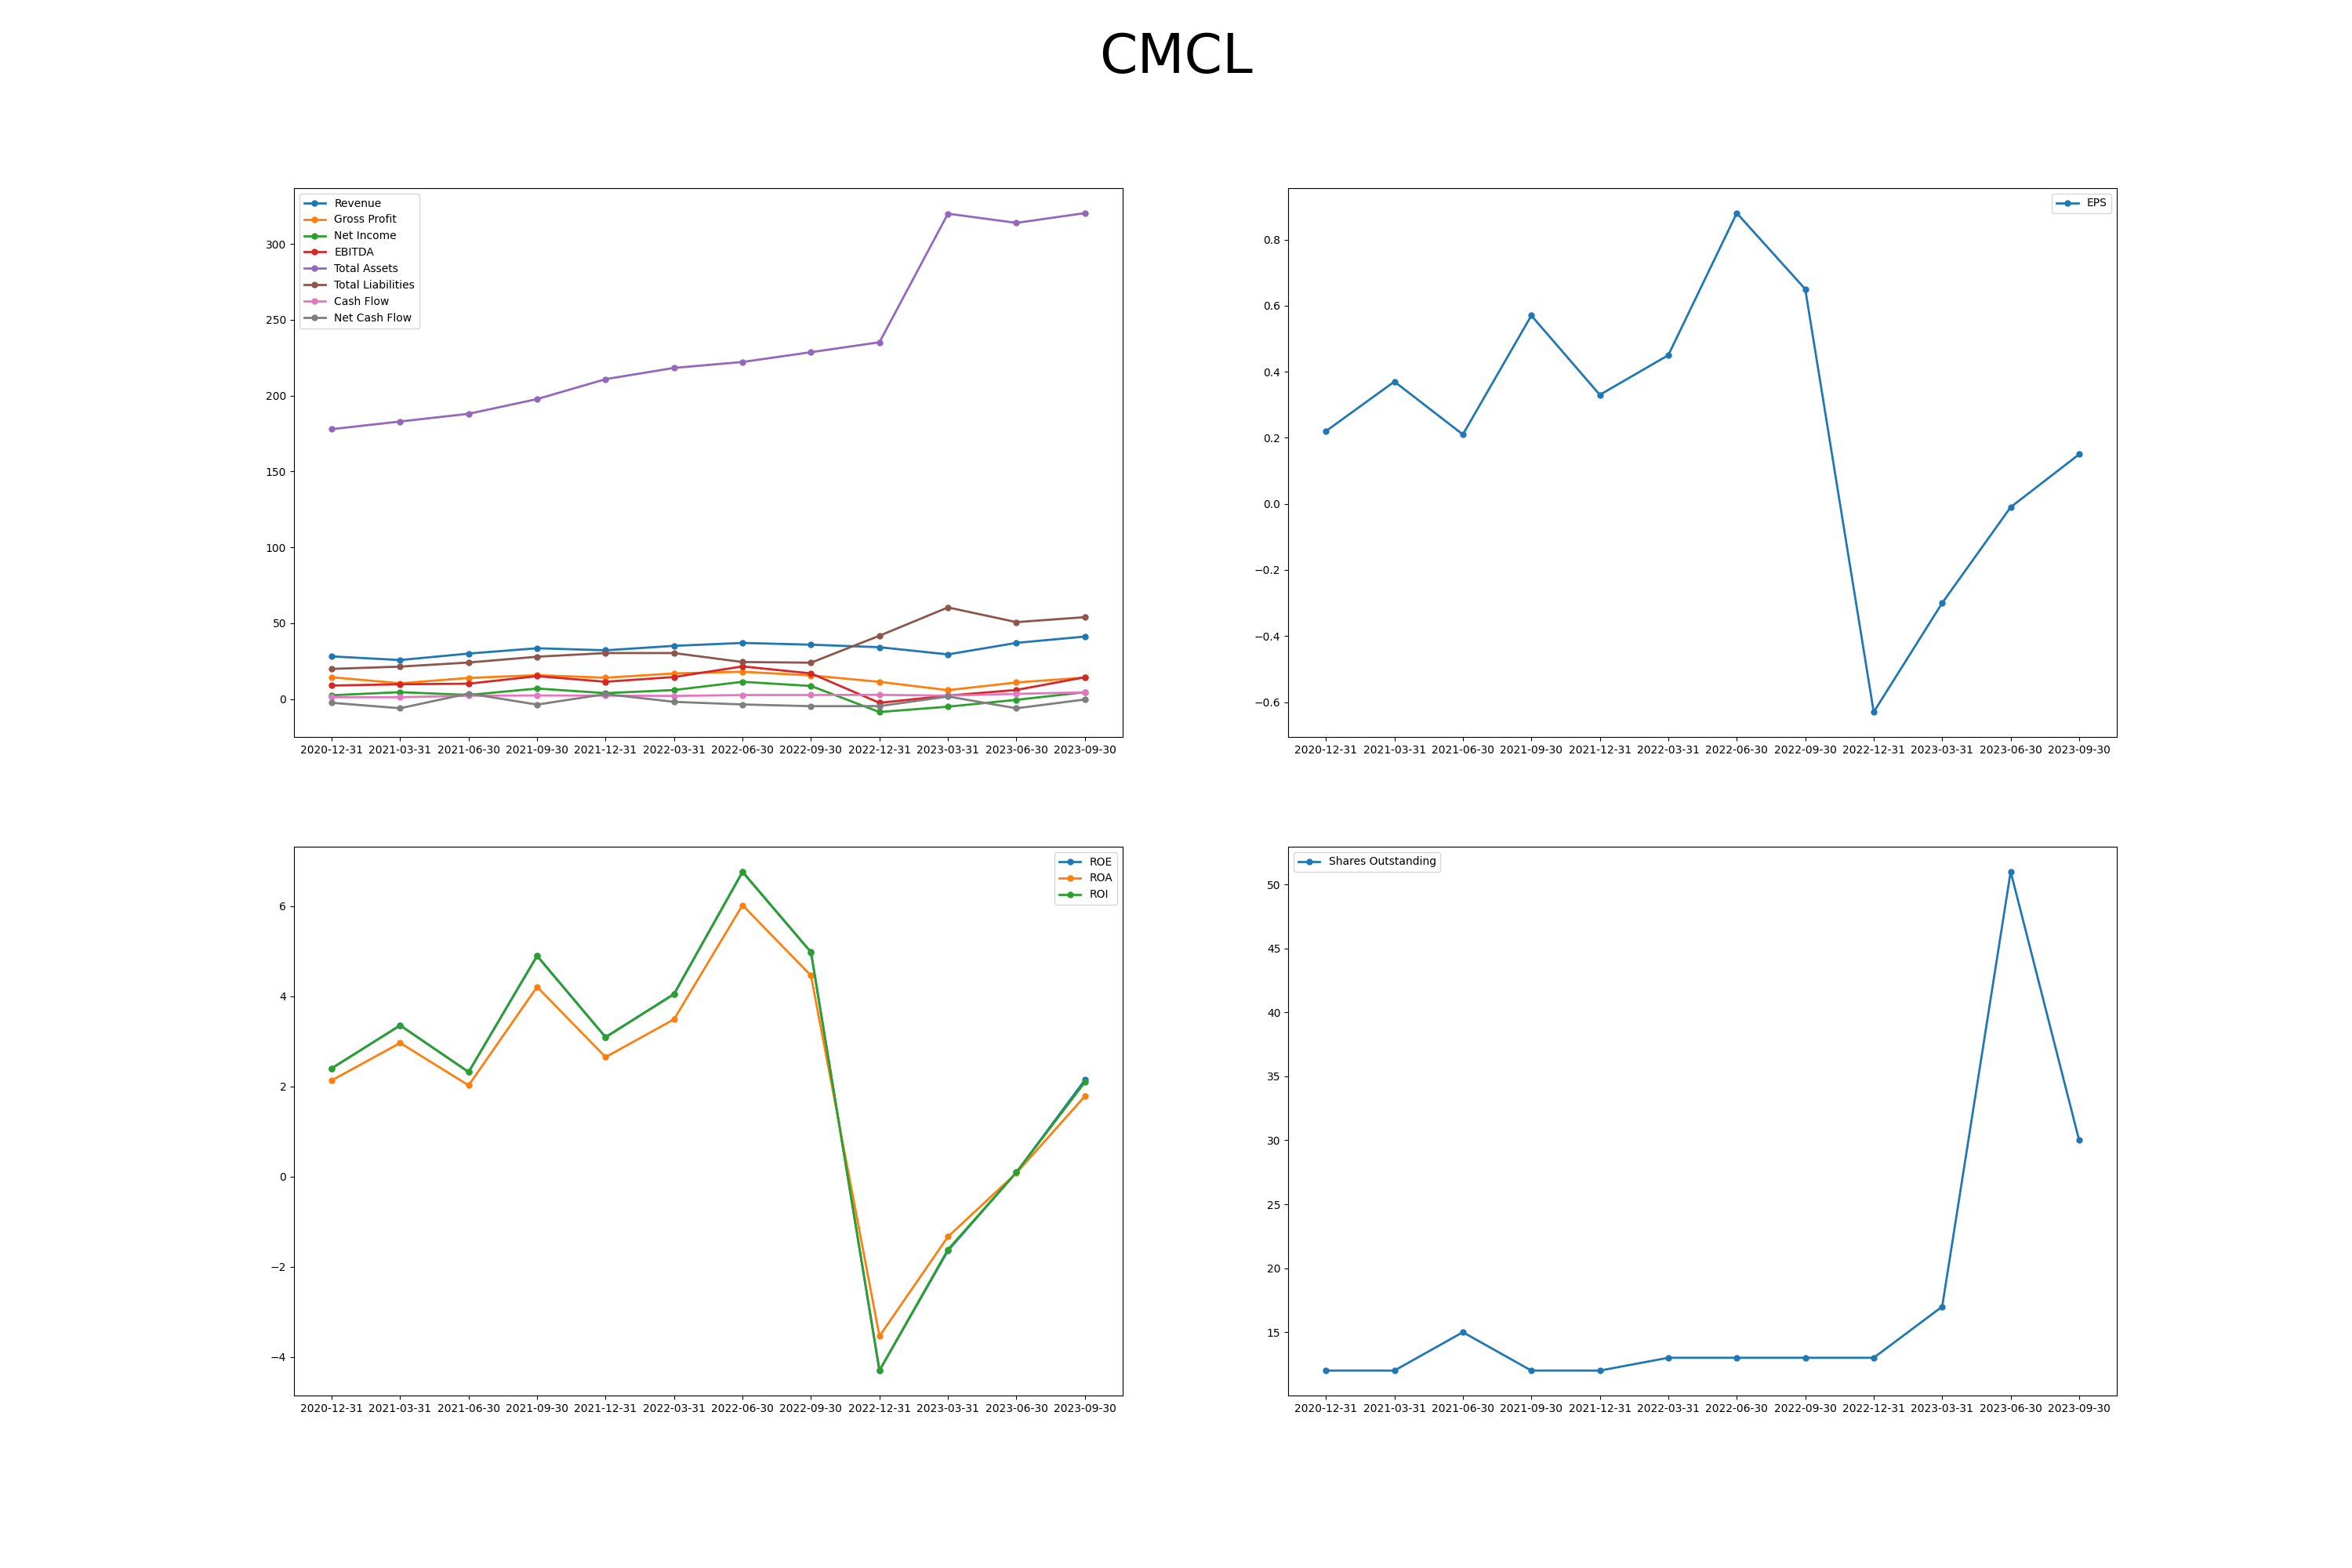 CMCL
Revenue
Gross Profit
Net Income
EBITDA
Total Assets
Total Liabilities
Cash Flow
Net Cash Flow
300
250
200
150
100
50
0
2020-12-31 2021-03-31 2021-06-30 2021-09-30 2021-12-31 2022-03-31 2022-06-30 2022-09-30 2022-12-31 2023-03-31 2023-06-30 2023-09-30
EPS
0.8
0.6
0.4
0.2
0.0
−0.2
−0.4
−0.6
2020-12-31 2021-03-31 2021-06-30 2021-09-30 2021-12-31 2022-03-31 2022-06-30 2022-09-30 2022-12-31 2023-03-31 2023-06-30 2023-09-30
ROE
ROA
ROI
6
4
2
0
−2
−4
2020-12-31 2021-03-31 2021-06-30 2021-09-30 2021-12-31 2022-03-31 2022-06-30 2022-09-30 2022-12-31 2023-03-31 2023-06-30 2023-09-30
Shares Outstanding
50
45
40
35
30
25
20
15
2020-12-31 2021-03-31 2021-06-30 2021-09-30 2021-12-31 2022-03-31 2022-06-30 2022-09-30 2022-12-31 2023-03-31 2023-06-30 2023-09-30